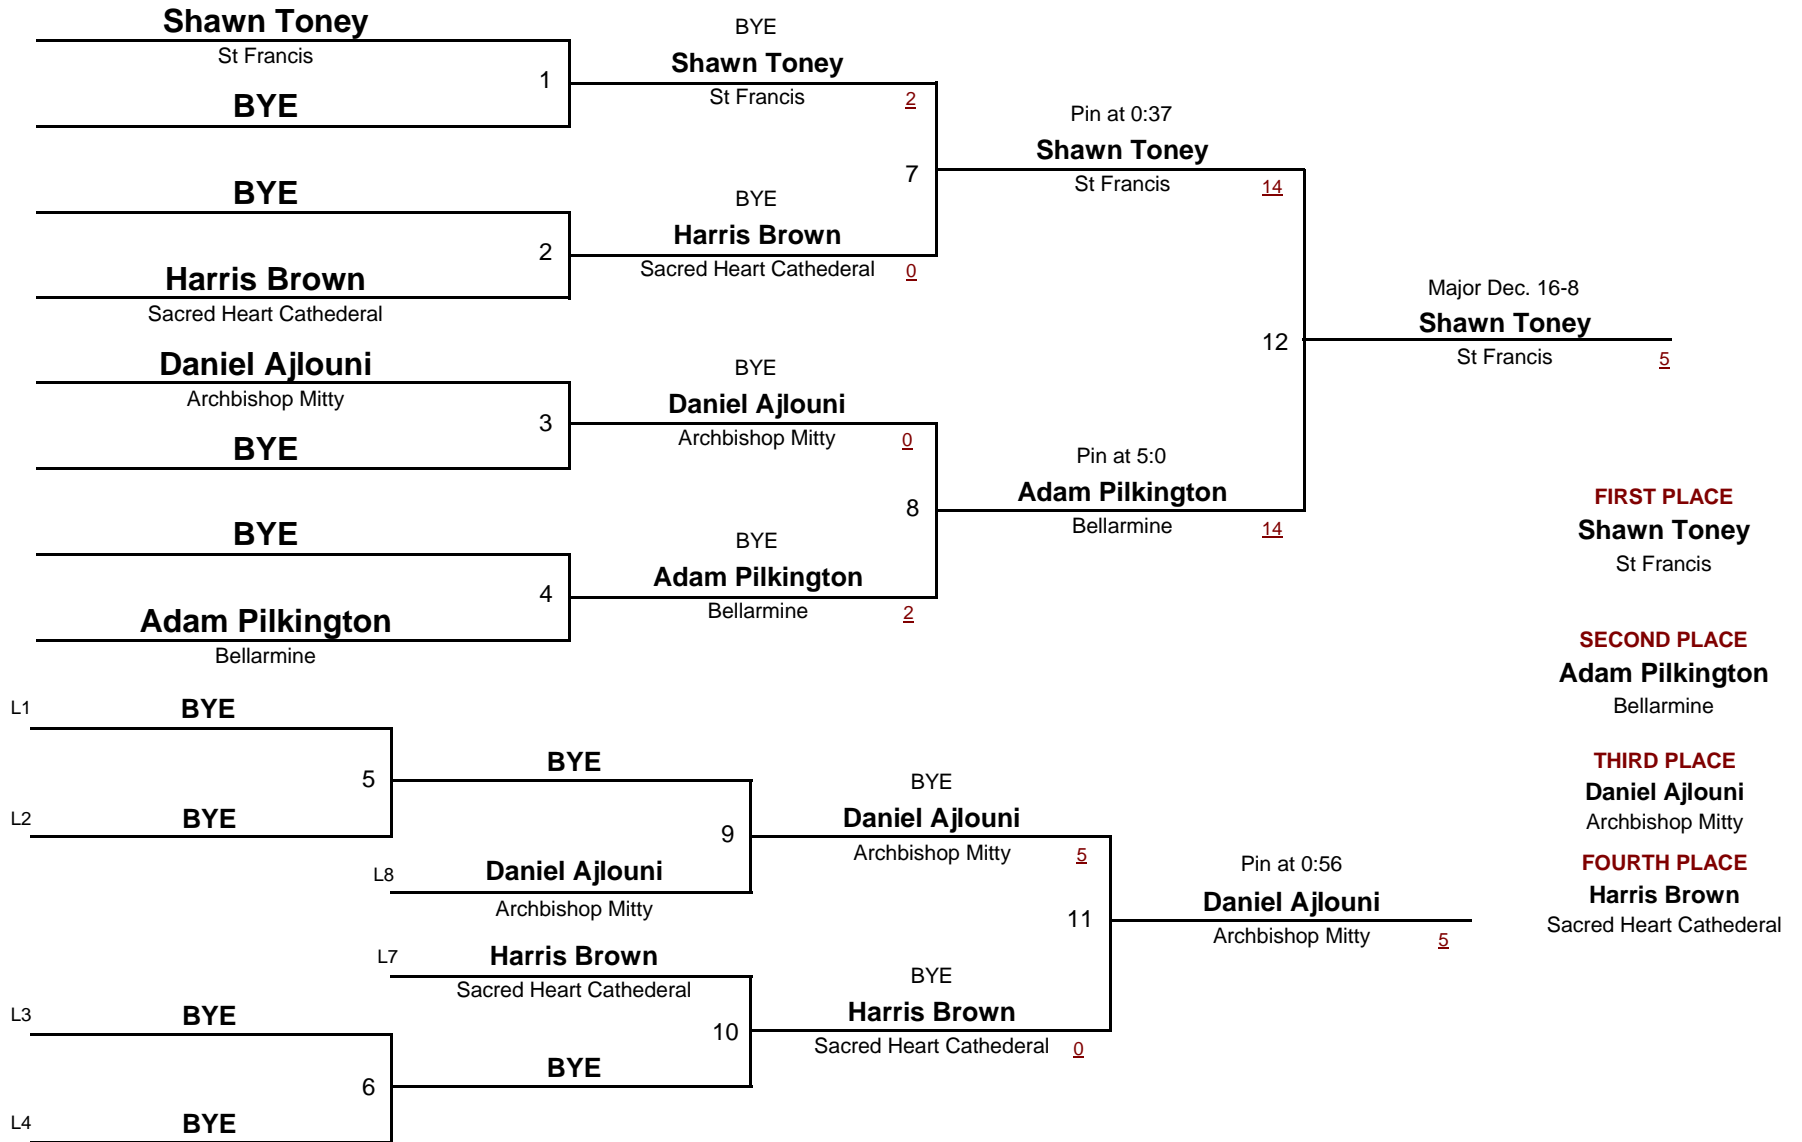 Shawn Toney
St Francis
1
BYE
BYE
2
Harris Brown
Sacred Heart Cathederal
Daniel Ajlouni
Archbishop Mitty
3
BYE
BYE
4
Adam Pilkington
Bellarmine
BYE
Shawn Toney
St Francis
2
7
BYE
Harris Brown
Sacred Heart Cathederal
0
BYE
Daniel Ajlouni
Archbishop Mitty
0
8
BYE
Adam Pilkington
Bellarmine
2
Pin at 0:37
Shawn Toney
St Francis
14
12
Pin at 5:0
Adam Pilkington
Bellarmine
14
Major Dec. 16-8
Shawn Toney
St Francis
5
FIRST PLACE
Shawn Toney
St Francis
SECOND PLACE
Adam Pilkington
Bellarmine
THIRD PLACE
Daniel Ajlouni
Archbishop Mitty
FOURTH PLACE
Harris Brown
Sacred Heart Cathederal
L1
BYE
5
L2
BYE
BYE
9
L8
Daniel Ajlouni
Archbishop Mitty
L7
Harris Brown
Sacred Heart Cathederal
10
L3
BYE
6
BYE
L4
BYE
BYE
Daniel Ajlouni
Archbishop Mitty
5
11
BYE
Harris Brown
Sacred Heart Cathederal
0
Pin at 0:56
Daniel Ajlouni
Archbishop Mitty
5